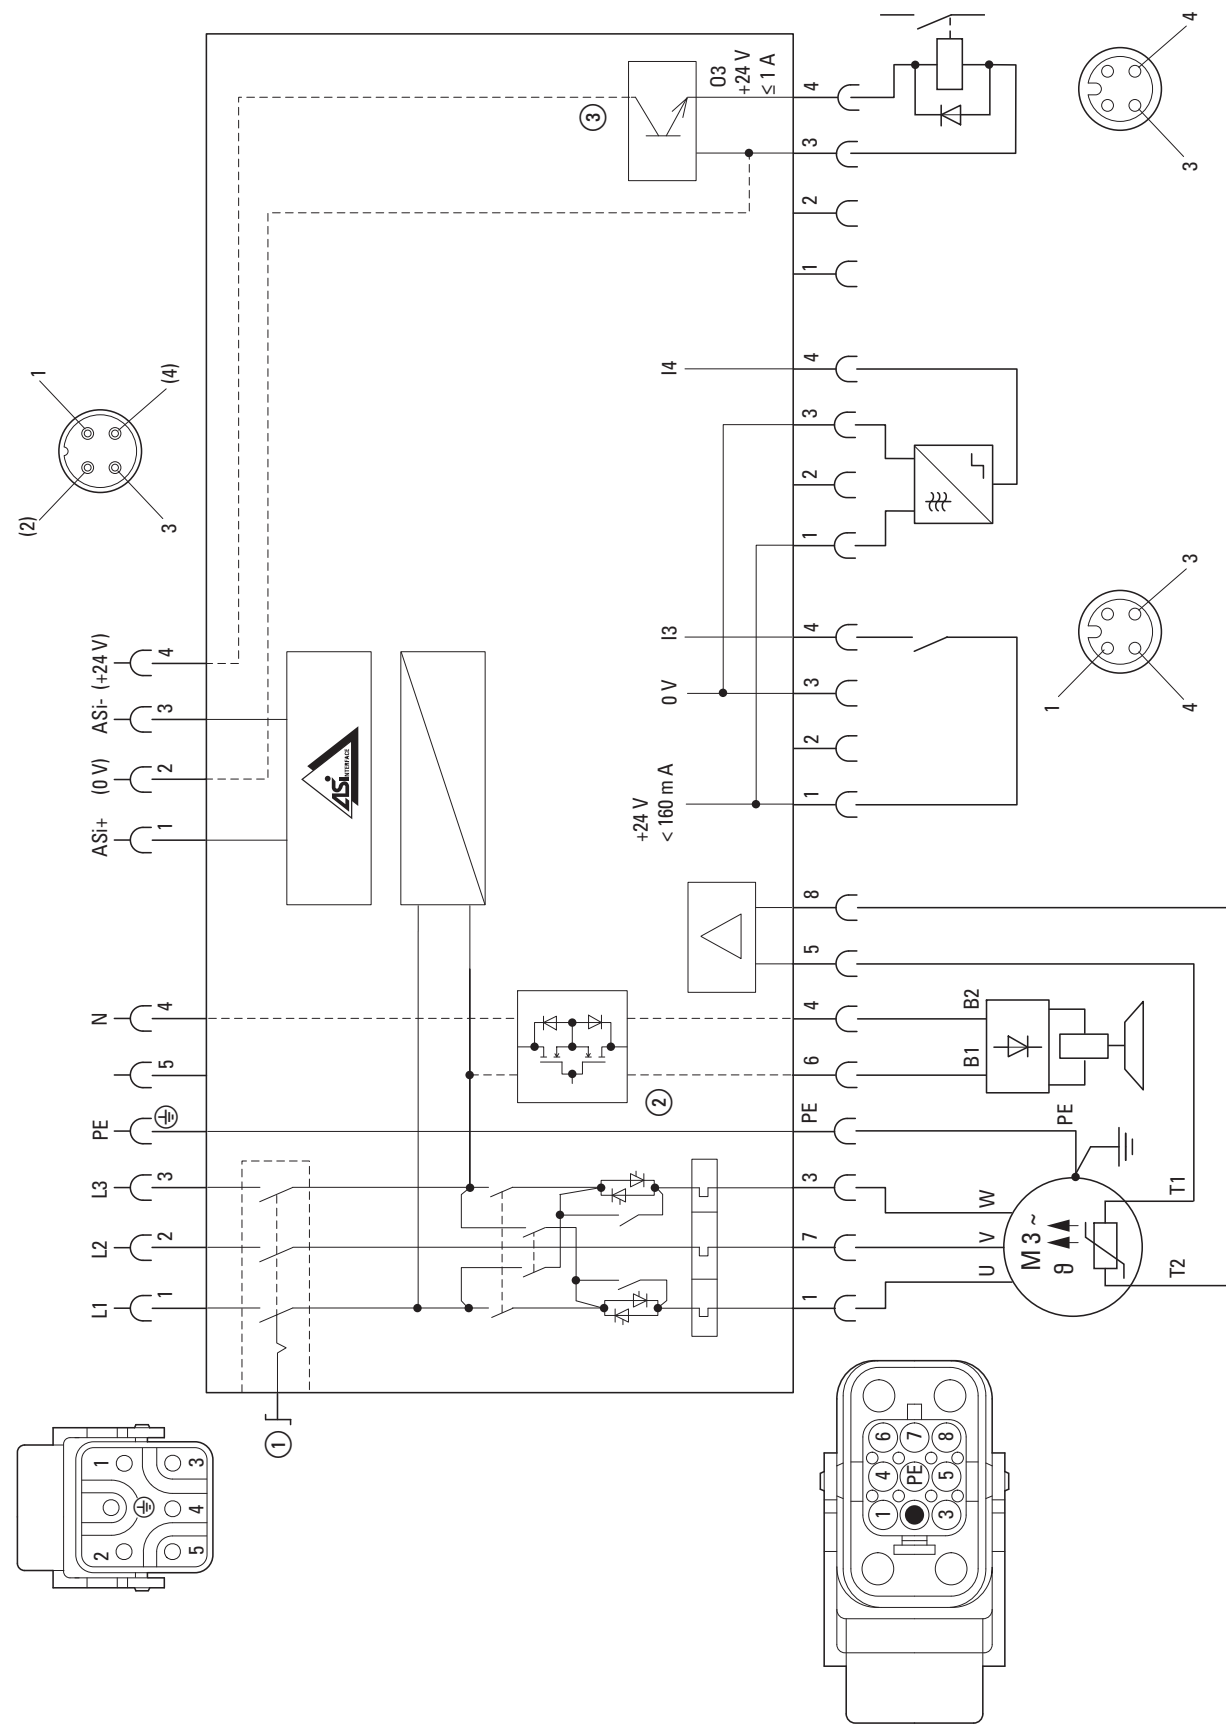 L1 L2 L3 PE N ASi+ (0 V) ASi- (+24 V)
1 2 3 5 4 1 2 3 4
2 1
5 4 3
(2) 1
3 (4)
1
ASi
INTERFACE
2
3
+24 V
< 160 m A
0 V
I3
I4
O3
+24 V
≤ 1 A
1 7 3 PE 6 4 5 8 1 2 3 4 1 2 3 4 1 2 3 4
1 4 6
PE 7
3 5 8
U V W
M 3 ~
ϑ
PE
B1 B2
T2 T1
1
4 3
3 4